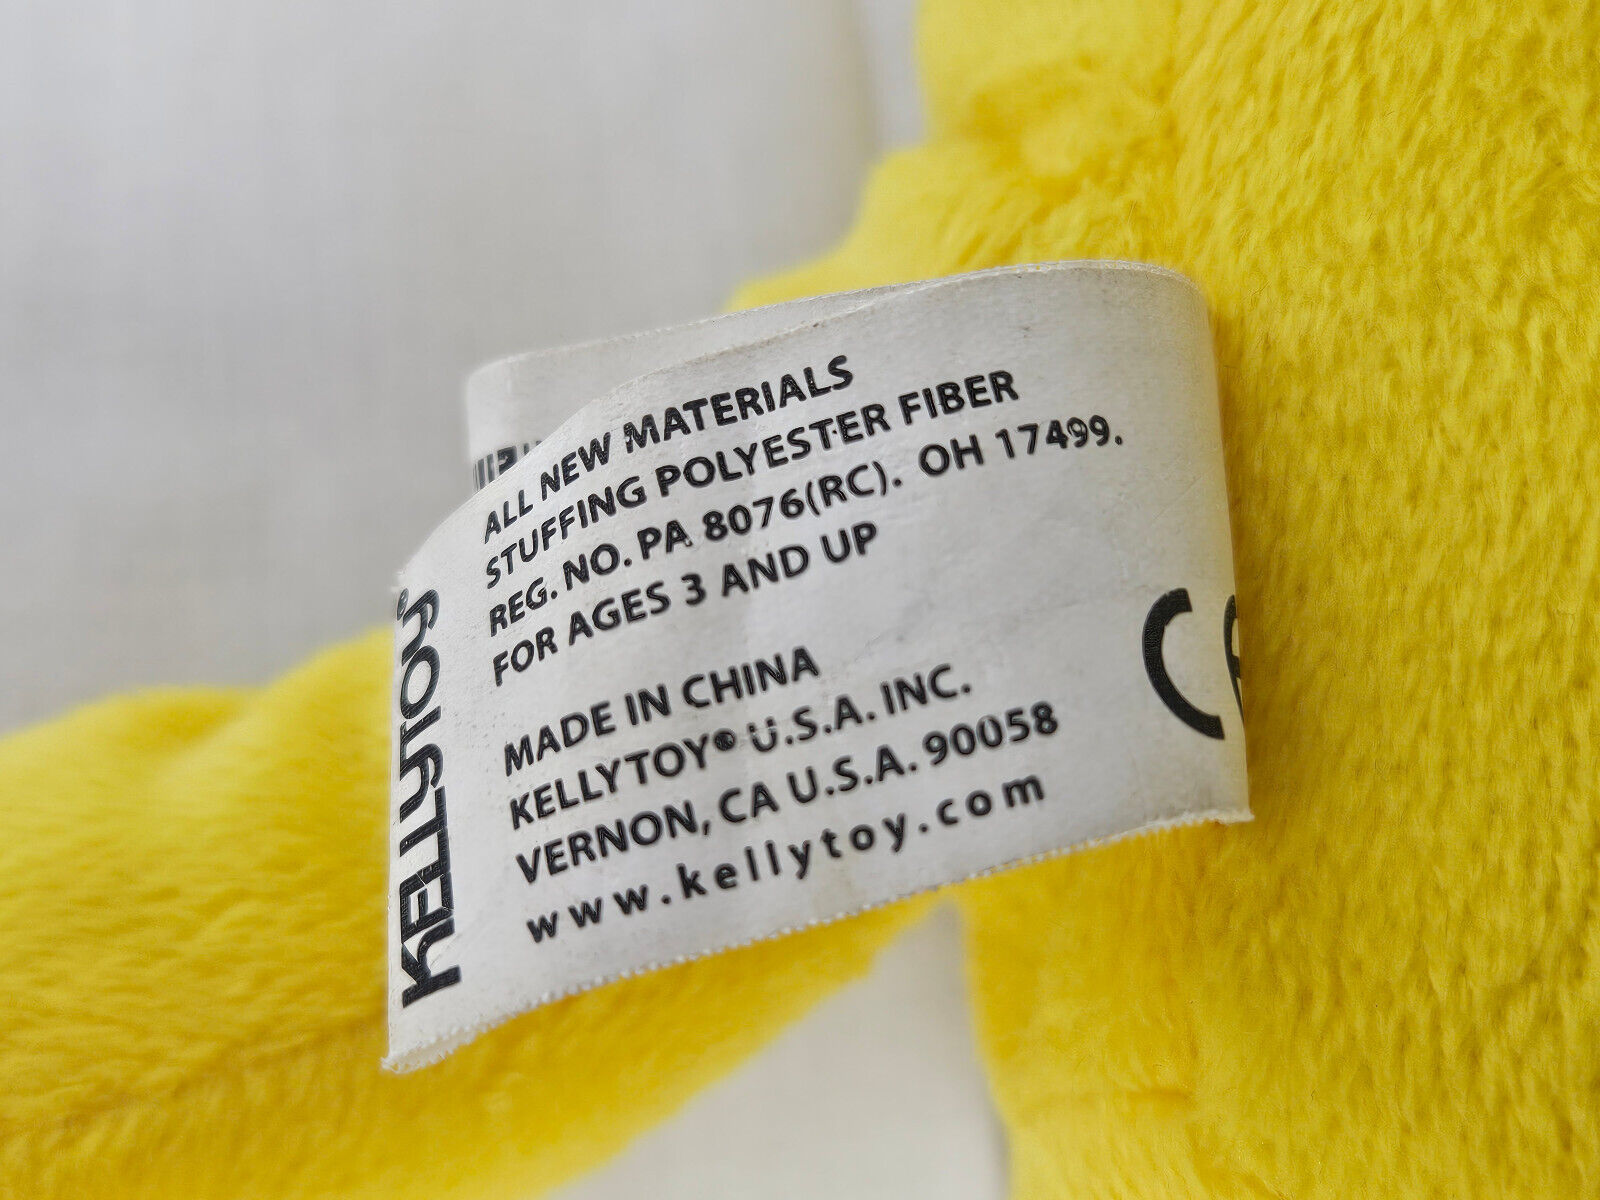 KELLYTOY®
ALL NEW MATERIALS
STUFFING POLYESTER FIBER
REG. NO. PA 8076(RC). OH 17499.
FOR AGES 3 AND UP
MADE IN CHINA
KELLYTOY® U.S.A. INC.
VERNON, CA U.S.A. 90058
www.kellytoy.com
CE